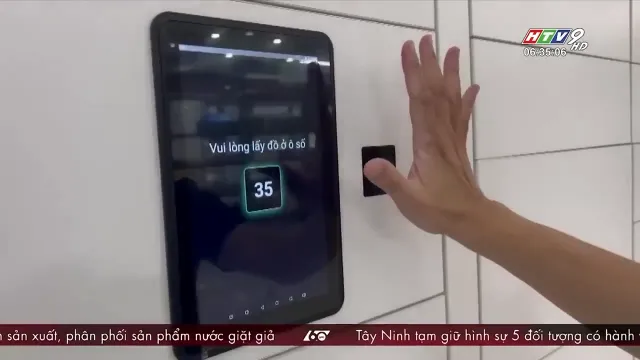 HTV9 HD
06:35:06
Vui lòng lấy đồ ở ô số
35
n sản xuất, phân phối sản phẩm nước giặt giả
60
Tây Ninh tạm giữ hình sự 5 đối tượng có hành